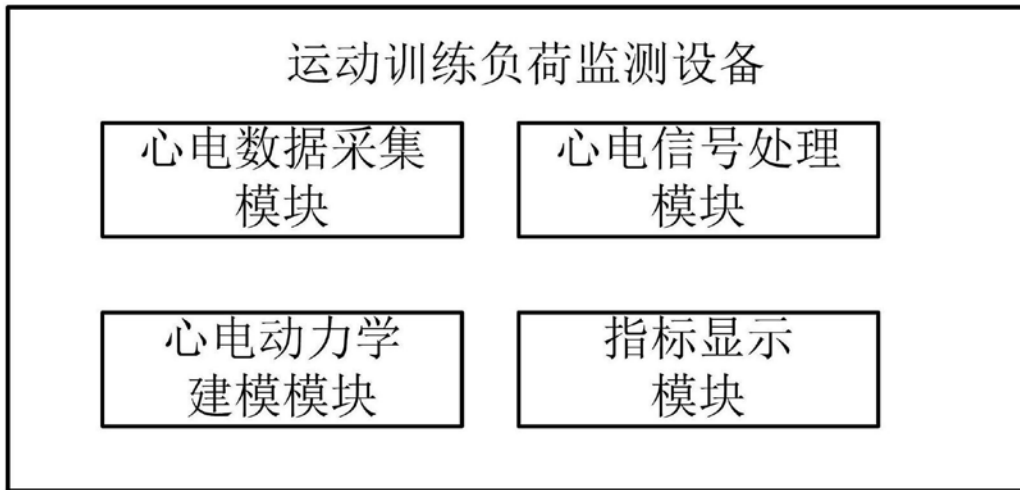 运动训练负荷监测设备
心电数据采集
模块
心电信号处理
模块
心电动力学
建模模块
指标显示
模块